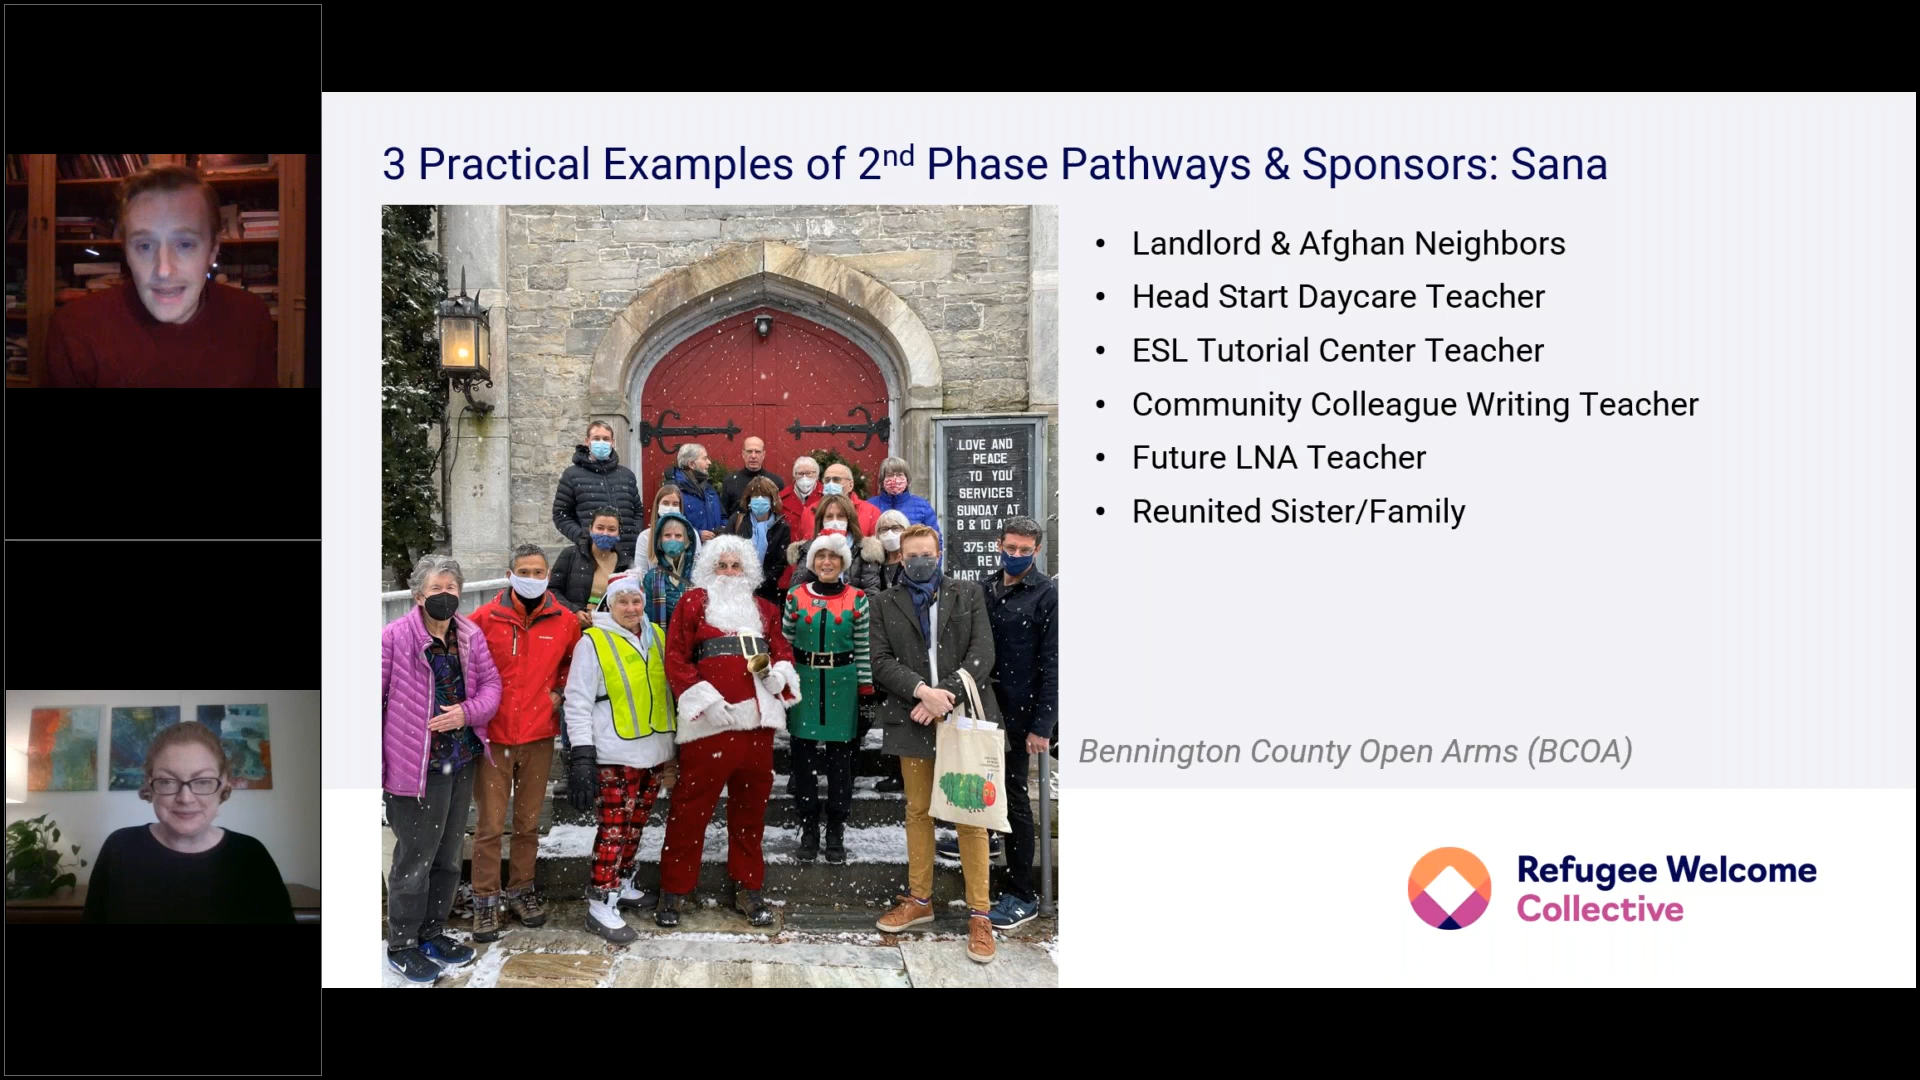 3 Practical Examples of 2nd Phase Pathways & Sponsors: Sana
• Landlord & Afghan Neighbors
• Head Start Daycare Teacher
• ESL Tutorial Center Teacher
• Community Colleague Writing Teacher
• Future LNA Teacher
• Reunited Sister/Family
LOVE AND
PEACE
TO YOU
SERVICES
SUNDAY AT
8 & 10
REV
MARY
Bennington County Open Arms (BCOA)
Refugee Welcome
Collective